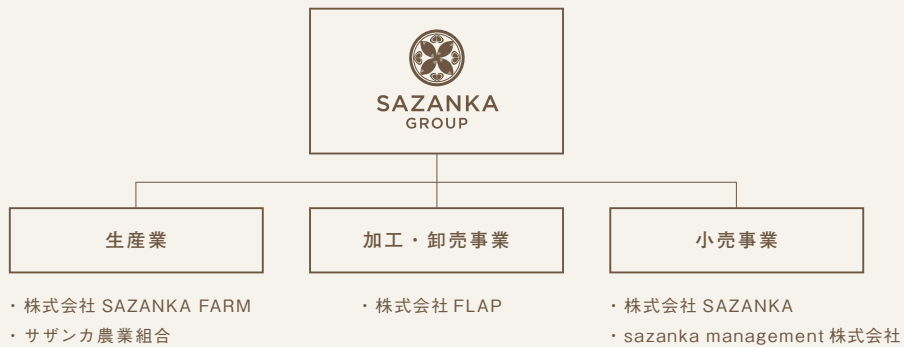 SAZANKA
GROUP
生産業
加工・卸売事業
小売事業
・株式会社 SAZANKA FARM
・サザンカ農業組合
・株式会社 FLAP
・株式会社 SAZANKA
・sazanka management 株式会社